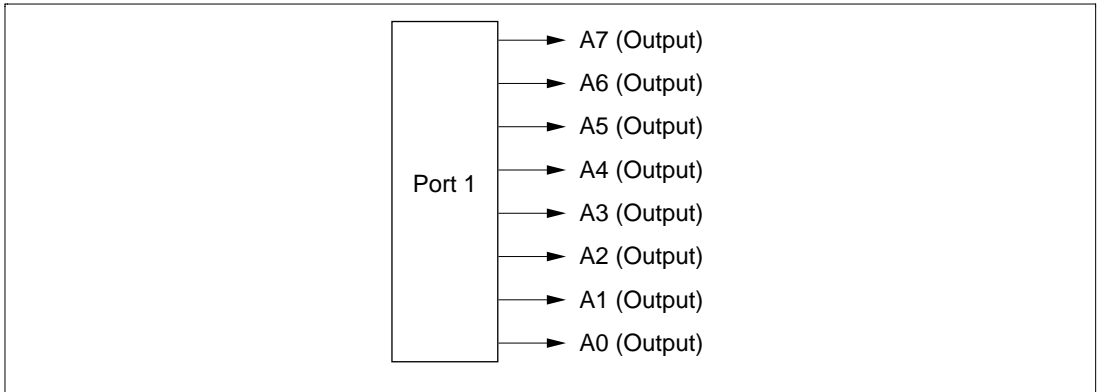 A7 (Output)
A6 (Output)
A5 (Output)
A4 (Output)
Port 1
A3 (Output)
A2 (Output)
A1 (Output)
A0 (Output)